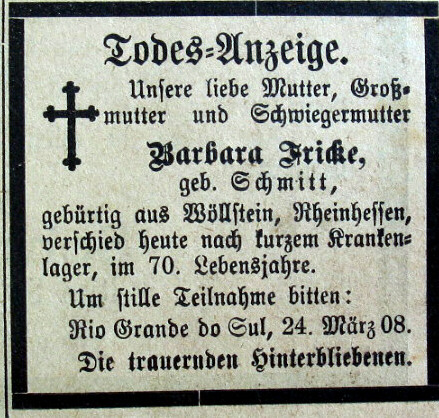 Todes-Anzeige.
Unsere liebe Mutter, Groß-
mutter und Schwiegermutter
Barbara Fricke,
geb. Schmitt,
gebürtig aus Wöllstein, Rheinhessen,
verschied heute nach kurzem Kranken-
lager, im 70. Lebensjahre.
Um stille Teilnahme bitten:
Rio Grande do Sul, 24. März 08.
Die trauernden Hinterbliebenen.